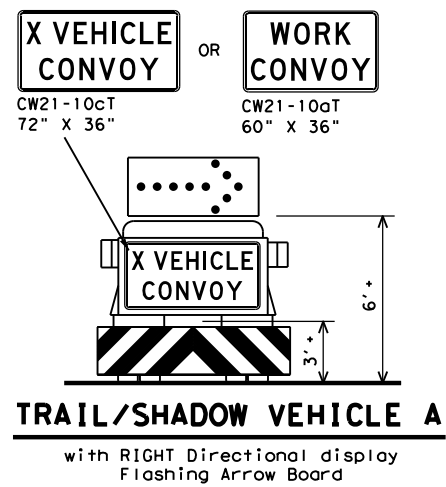 X VEHICLE
CONVOY
OR
WORK
CONVOY
CW21-10cT
72" X 36"
CW21-10aT
60" X 36"
X VEHICLE
CONVOY
6'+
3'+
TRAIL/SHADOW VEHICLE A
with RIGHT Directional display
Flashing Arrow Board